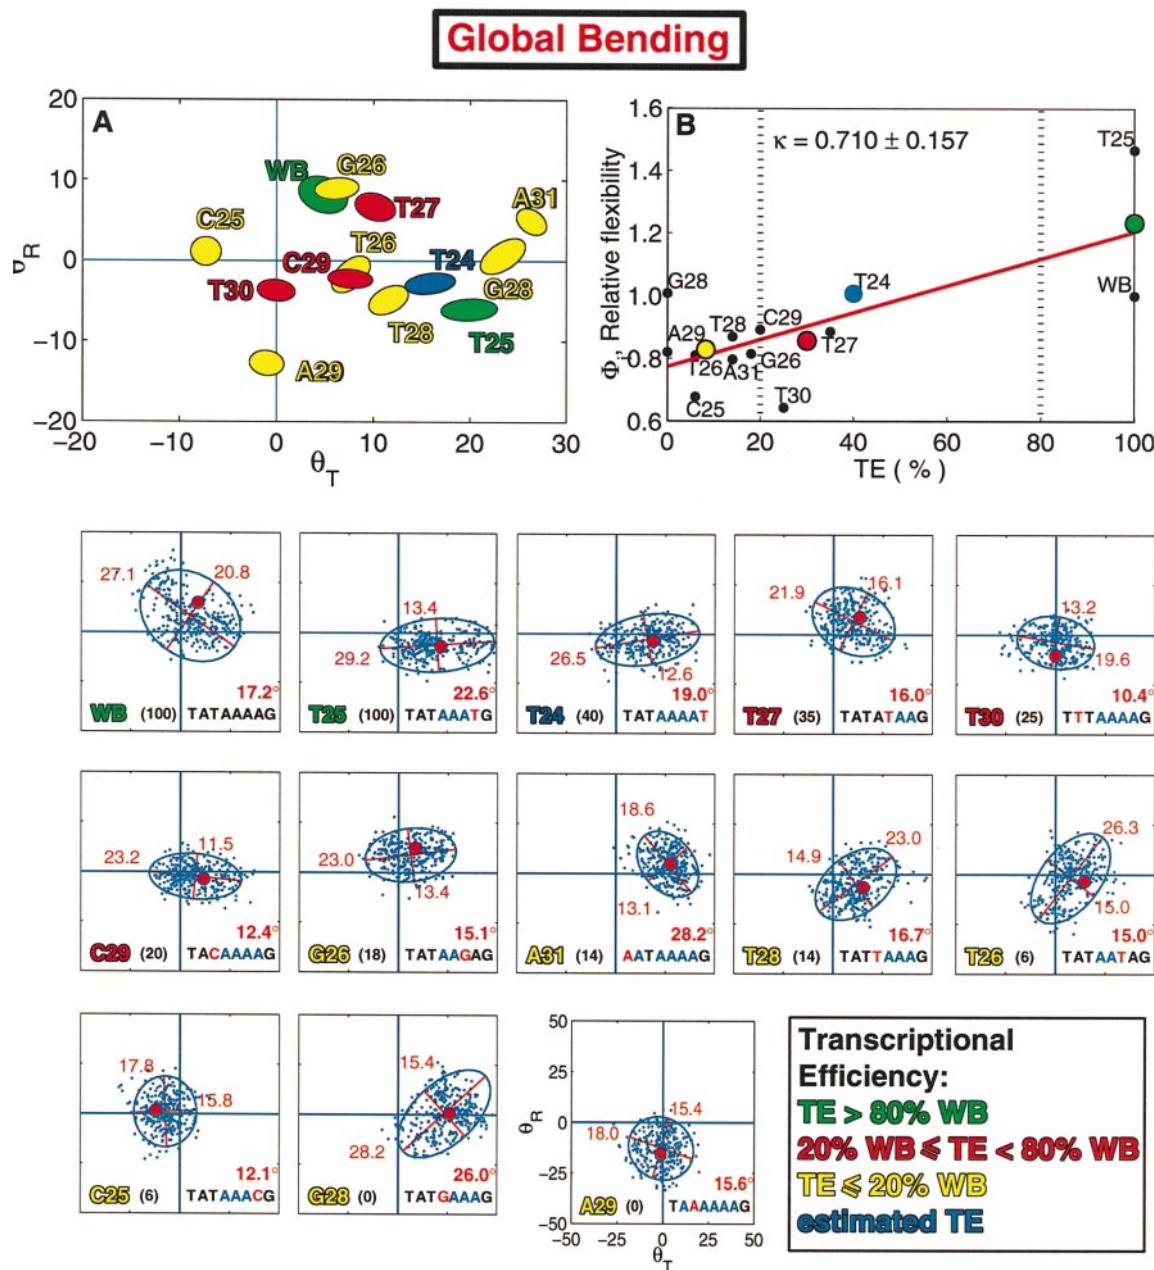 Global Bending
A
20
10
0
−10
−20
−20
−10
0
10
20
30
θT
WB
G26
T27
A31
C25
T26
C29
T24
T30
G28
T28
T25
A29
B
κ = 0.710 ± 0.157
Relative flexibility
1.6
1.4
1.2
1.0
0.8
0.6
0
20
40
60
80
100
TE ( % )
T25
G28
T24
WB
A29
T28
C29
T26
A31
G26
T27
C25
T30
27.1
20.8
17.2°
WB (100) TATAAAAG
13.4
29.2
22.6°
T25 (100) TATAAATG
26.5
12.6
19.0°
T24 (40) TATAAAAT
21.9
16.1
16.0°
T27 (35) TATATAAG
13.2
19.6
10.4°
T30 (25) TTTAAAAG
23.2
11.5
12.4°
C29 (20) TACAAAAG
23.0
13.4
15.1°
G26 (18) TATAAGAG
18.6
13.1
28.2°
A31 (14) AATAAAAG
14.9
23.0
16.7°
T28 (14) TATTAAAG
26.3
15.0
15.0°
T26 (6) TATAATAG
17.8
15.8
12.1°
C25 (6) TATAAACG
15.4
28.2
26.0°
G28 (0) TATGAAAG
50
25
0
−25
−50
θR
15.4
18.0
15.6°
A29 (0) TAAAAAAG
−50
−25
0
25
50
θT
Transcriptional
Efficiency:
TE > 80% WB
20% WB ⩽ TE < 80% WB
TE ⩽ 20% WB
estimated TE